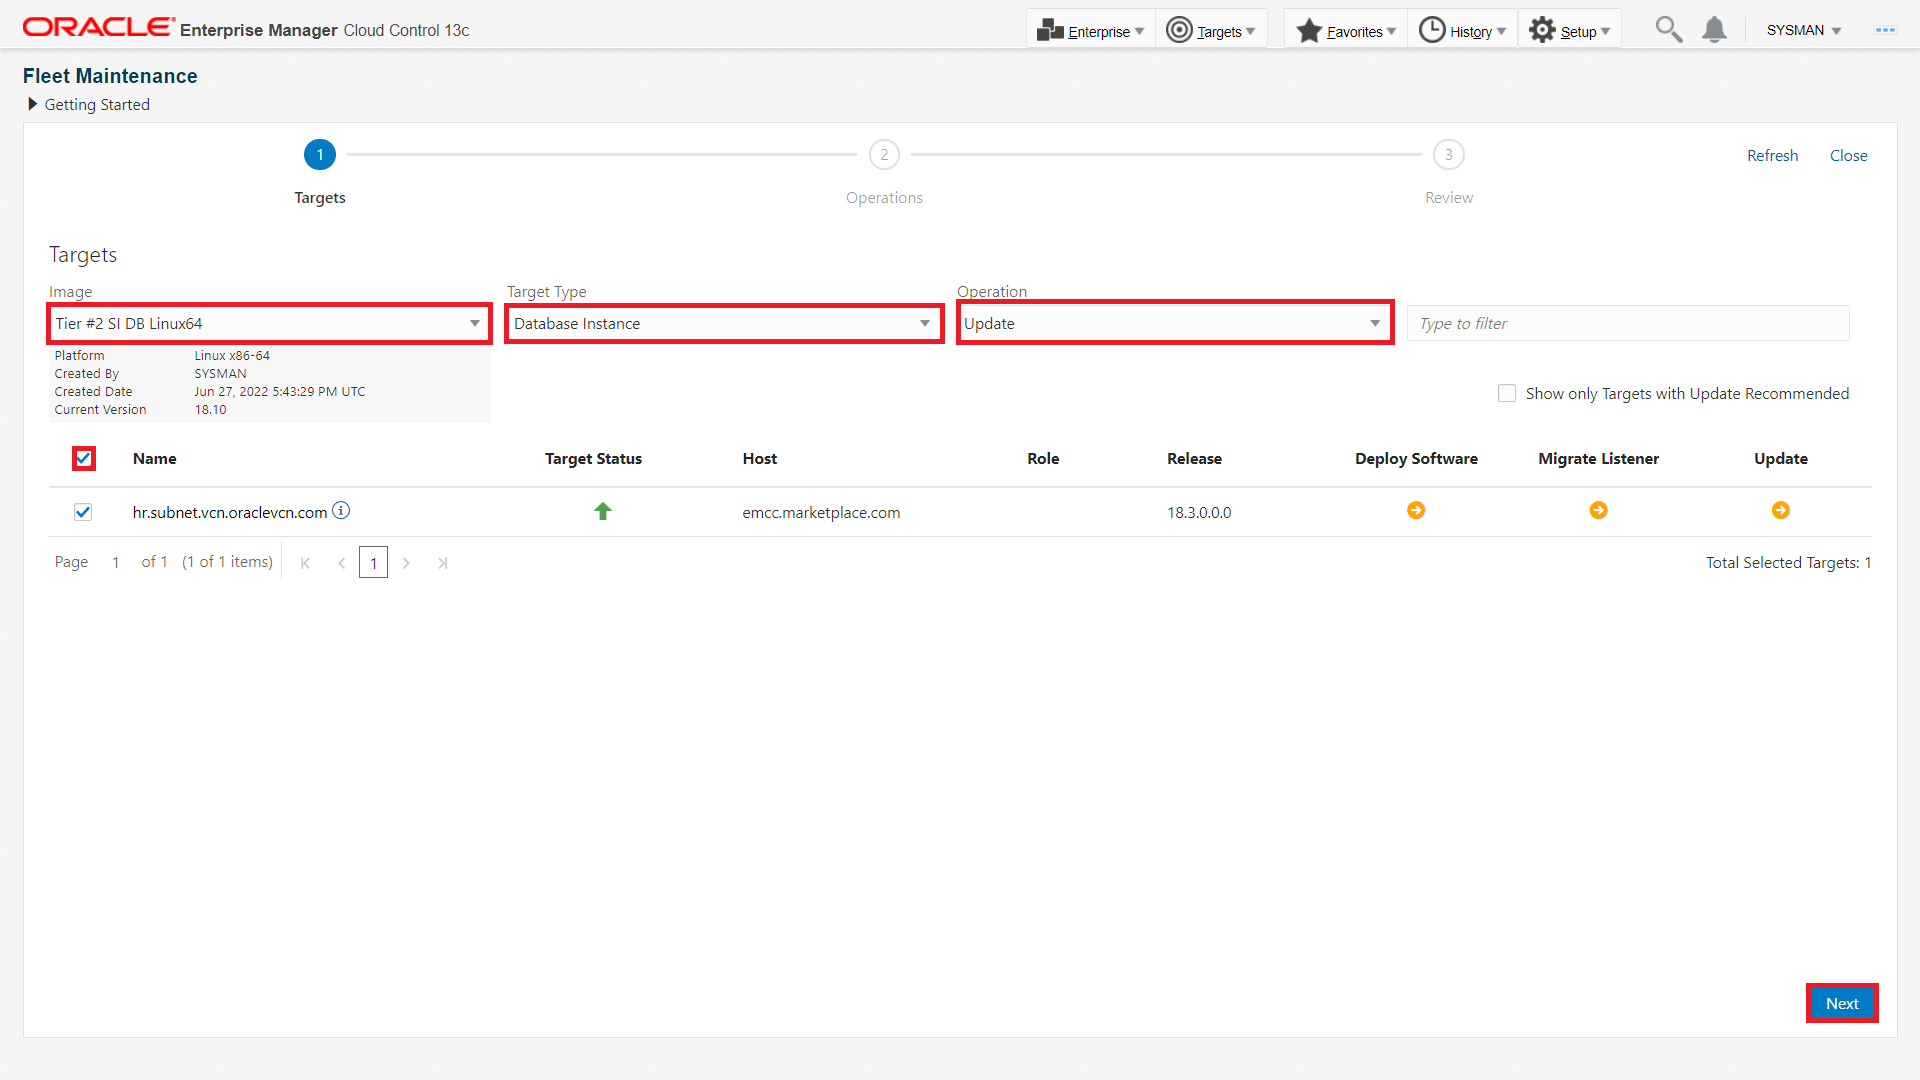 ORACLE Enterprise Manager Cloud Control 13c Enterprise Targets Favorites History Setup SYSMAN
Fleet Maintenance
Getting Started
1 2 3 Refresh Close
Targets Operations Review
Targets
Image Target Type Operation
Tier #2 SI DB Linux64 Database Instance Update Type to filter
Platform Linux x86-64
Created By SYSMAN
Created Date Jun 27, 2022 5:43:29 PM UTC
Current Version 18.10
Show only Targets with Update Recommended
Name Target Status Host Role Release Deploy Software Migrate Listener Update
hr.subnet.vcn.oraclevcn.com emcc.marketplace.com 18.3.0.0.0
Page 1 of 1 (1 of 1 items) 1 Total Selected Targets: 1
Next